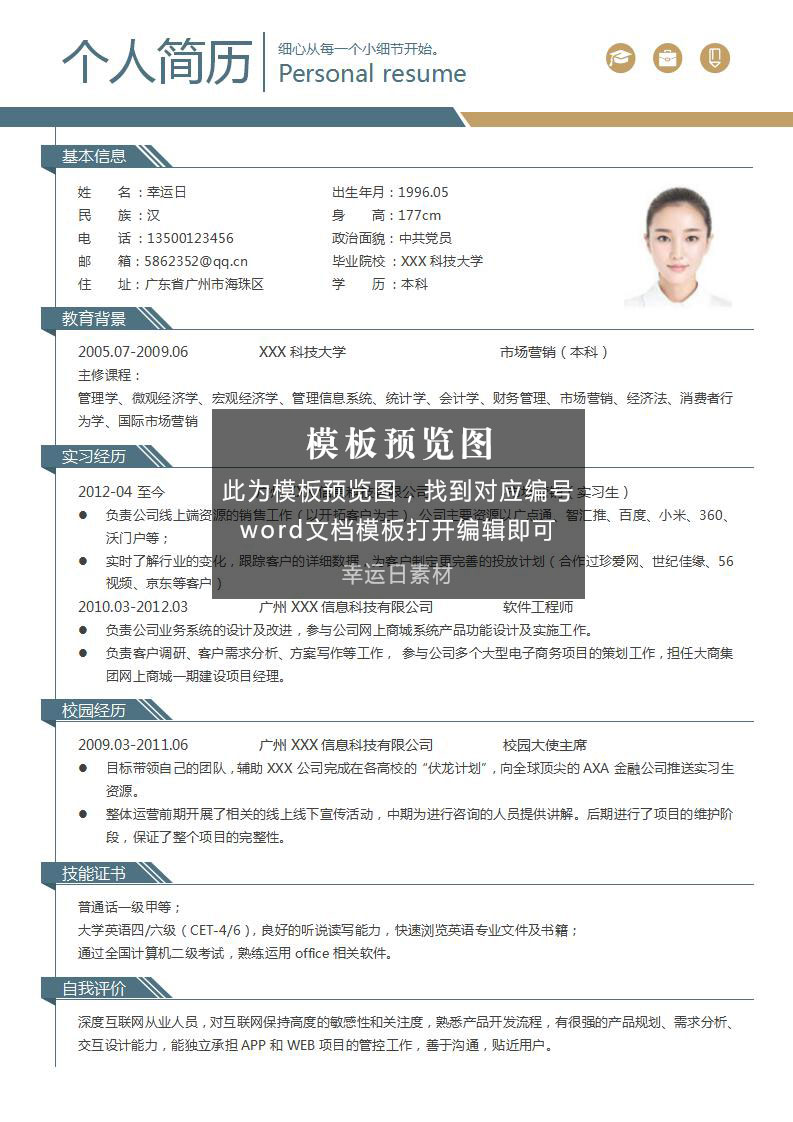 个人简历
细心从每一个小细节开始。
Personal resume
基本信息
姓 名：幸运日 出生年月：1996.05
民 族：汉 身 高：177cm
电 话：13500123456 政治面貌：中共党员
邮 箱：5862352@qq.cn 毕业院校：XXX 科技大学
住 址：广东省广州市海珠区 学 历：本科
教育背景
2005.07-2009.06 XXX 科技大学 市场营销（本科）
主修课程：
管理学、微观经济学、宏观经济学、管理信息系统、统计学、会计学、财务管理、市场营销、经济法、消费者行
为学、国际市场营销
模板预览图
实习经历
2012-04 至今 实习生）
此为模板预览图，找到对应编号
● 负责公司线上端资源的销售工作（以开拓客户为主），公司主要资源以广点通、智汇推、百度、小米、360、
沃门户等；
word文档模板打开编辑即可
● 实时了解行业的变化，跟踪客户的详细数据，为客户制定更完善的投放计划（合作过珍爱网、世纪佳缘、56
视频、京东等客户）
幸运日素材
2010.03-2012.03 广州 XXX 信息科技有限公司 软件工程师
● 负责公司业务系统的设计及改进，参与公司网上商城系统产品功能设计及实施工作。
● 负责客户调研、客户需求分析、方案写作等工作， 参与公司多个大型电子商务项目的策划工作，担任大商集
团网上商城一期建设项目经理。
校园经历
2009.03-2011.06 广州 XXX 信息科技有限公司 校园大使主席
● 目标带领自己的团队，辅助 XXX 公司完成在各高校的“伏龙计划”，向全球顶尖的 AXA 金融公司推送实习生
资源。
● 整体运营前期开展了相关的线上线下宣传活动，中期为进行咨询的人员提供讲解。后期进行了项目的维护阶
段，保证了整个项目的完整性。
技能证书
普通话一级甲等；
大学英语四/六级（CET-4/6），良好的听说读写能力，快速浏览英语专业文件及书籍；
通过全国计算机二级考试，熟练运用 office 相关软件。
自我评价
深度互联网从业人员，对互联网保持高度的敏感性和关注度，熟悉产品开发流程，有很强的产品规划、需求分析、
交互设计能力，能独立承担 APP 和 WEB 项目的管控工作，善于沟通，贴近用户。